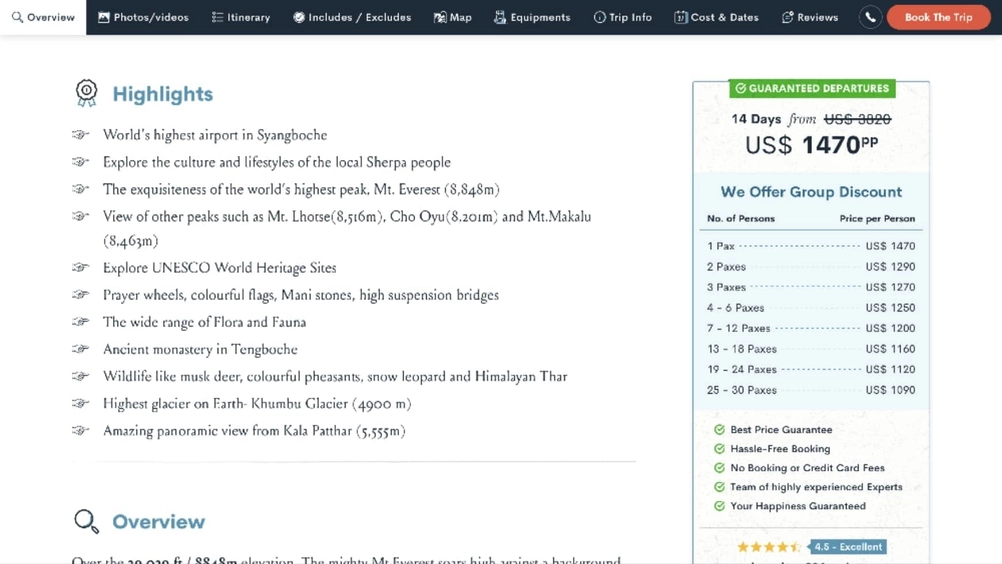 Overview
Photos/videos
Itinerary
Includes / Excludes
Map
Equipments
Trip Info
Cost & Dates
Reviews
Book The Trip
Highlights
World's highest airport in Syangboche
Explore the culture and lifestyles of the local Sherpa people
The exquisiteness of the world's highest peak, Mt. Everest (8,848m)
View of other peaks such as Mt. Lhotse(8,516m), Cho Oyu(8.201m) and Mt.Makalu
(8,463m)
Explore UNESCO World Heritage Sites
Prayer wheels, colourful flags, Mani stones, high suspension bridges
The wide range of Flora and Fauna
Ancient monastery in Tengboche
Wildlife like musk deer, colourful pheasants, snow leopard and Himalayan Thar
Highest glacier on Earth- Khumbu Glacier (4900 m)
Amazing panoramic view from Kala Patthar (5,555m)
Overview
Over the 29,029 ft / 8848m elevation, The mighty Mt Everest soars high against a background
GUARANTEED DEPARTURES
14 Days from US$ 3820
US$ 1470pp
We Offer Group Discount
No. of Persons Price per Person
1 Pax US$ 1470
2 Paxes US$ 1290
3 Paxes US$ 1270
4 - 6 Paxes US$ 1250
7 - 12 Paxes US$ 1200
13 - 18 Paxes US$ 1160
19 - 24 Paxes US$ 1120
25 - 30 Paxes US$ 1090
Best Price Guarantee
Hassle-Free Booking
No Booking or Credit Card Fees
Team of highly experienced Experts
Your Happiness Guaranteed
4.5 - Excellent